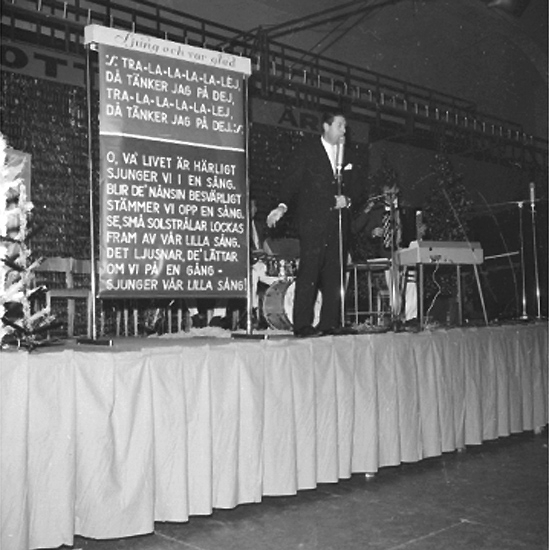 Sjung och var glad
𝄆 TRA-LA-LA-LA-LA-LEJ,
DÅ TÄNKER JAG PÅ DEJ,
TRA-LA-LA-LA-LA-LEJ,
DÅ TÄNKER JAG PÅ DEJ. 𝄇
O, VA' LIVET ÄR HÄRLIGT
SJUNGER VI I EN SÅNG.
BLIR DE' NÅNSIN BESVÄRLIGT
STÄMMER VI OPP EN SÅNG.
SE, SMÅ SOLSTRÅLAR LOCKAS
FRAM AV VÅR LILLA SÅNG.
DET LJUSNAR, DE' LÄTTAR
OM VI PÅ EN GÅNG-
SJUNGER VÅR LILLA SÅNG!
OTT
ÅR